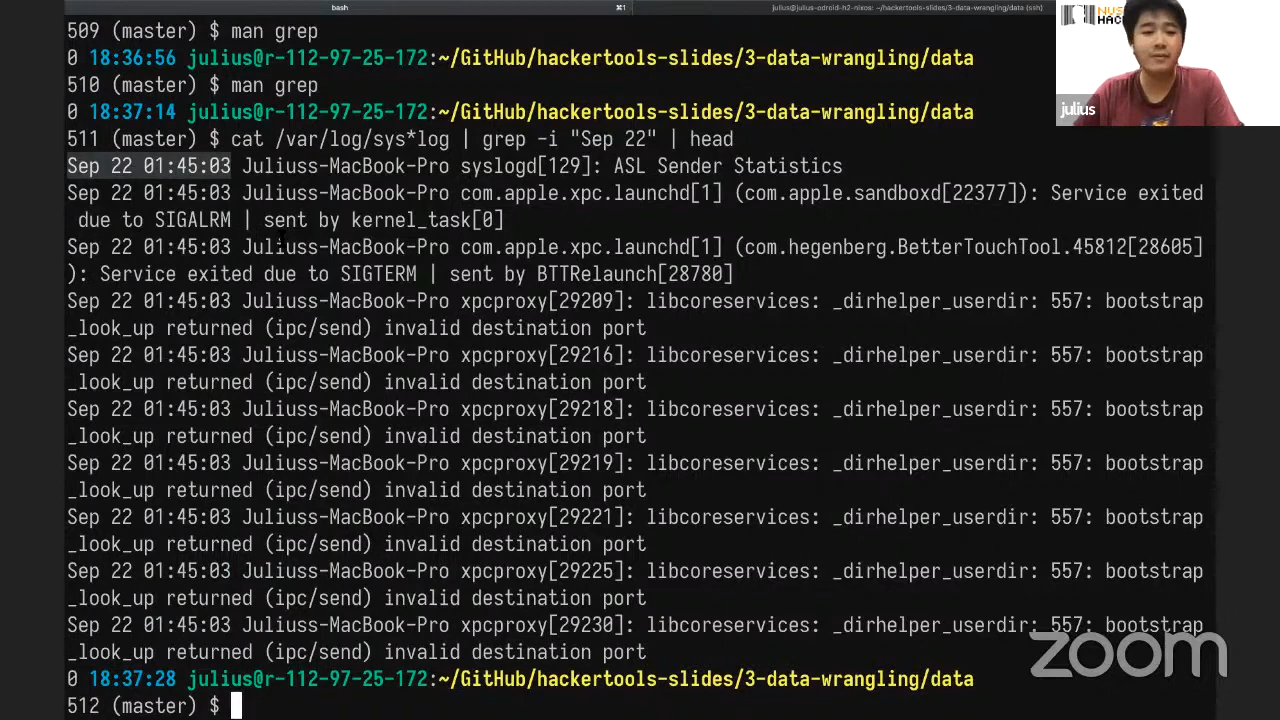 bash
⌘1
julius@julius-odroid-h2-nixos: ~/hackertools-slides/3-data-wrangling/data (ssh)
NUS
HAC
julius
509 (master) $ man grep
0 18:36:56 julius@r-112-97-25-172:~/GitHub/hackertools-slides/3-data-wrangling/data
510 (master) $ man grep
0 18:37:14 julius@r-112-97-25-172:~/GitHub/hackertools-slides/3-data-wrangling/data
511 (master) $ cat /var/log/sys*log | grep -i "Sep 22" | head
Sep 22 01:45:03 Juliuss-MacBook-Pro syslogd[129]: ASL Sender Statistics
Sep 22 01:45:03 Juliuss-MacBook-Pro com.apple.xpc.launchd[1] (com.apple.sandboxd[22377]): Service exited
due to SIGALRM | sent by kernel_task[0]
Sep 22 01:45:03 Juliuss-MacBook-Pro com.apple.xpc.launchd[1] (com.hegenberg.BetterTouchTool.45812[28605]
): Service exited due to SIGTERM | sent by BTTRelaunch[28780]
Sep 22 01:45:03 Juliuss-MacBook-Pro xpcproxy[29209]: libcoreservices: _dirhelper_userdir: 557: bootstrap
_look_up returned (ipc/send) invalid destination port
Sep 22 01:45:03 Juliuss-MacBook-Pro xpcproxy[29216]: libcoreservices: _dirhelper_userdir: 557: bootstrap
_look_up returned (ipc/send) invalid destination port
Sep 22 01:45:03 Juliuss-MacBook-Pro xpcproxy[29218]: libcoreservices: _dirhelper_userdir: 557: bootstrap
_look_up returned (ipc/send) invalid destination port
Sep 22 01:45:03 Juliuss-MacBook-Pro xpcproxy[29219]: libcoreservices: _dirhelper_userdir: 557: bootstrap
_look_up returned (ipc/send) invalid destination port
Sep 22 01:45:03 Juliuss-MacBook-Pro xpcproxy[29221]: libcoreservices: _dirhelper_userdir: 557: bootstrap
_look_up returned (ipc/send) invalid destination port
Sep 22 01:45:03 Juliuss-MacBook-Pro xpcproxy[29225]: libcoreservices: _dirhelper_userdir: 557: bootstrap
_look_up returned (ipc/send) invalid destination port
Sep 22 01:45:03 Juliuss-MacBook-Pro xpcproxy[29230]: libcoreservices: _dirhelper_userdir: 557: bootstrap
_look_up returned (ipc/send) invalid destination port
0 18:37:28 julius@r-112-97-25-172:~/GitHub/hackertools-slides/3-data-wrangling/data
512 (master) $
zoom